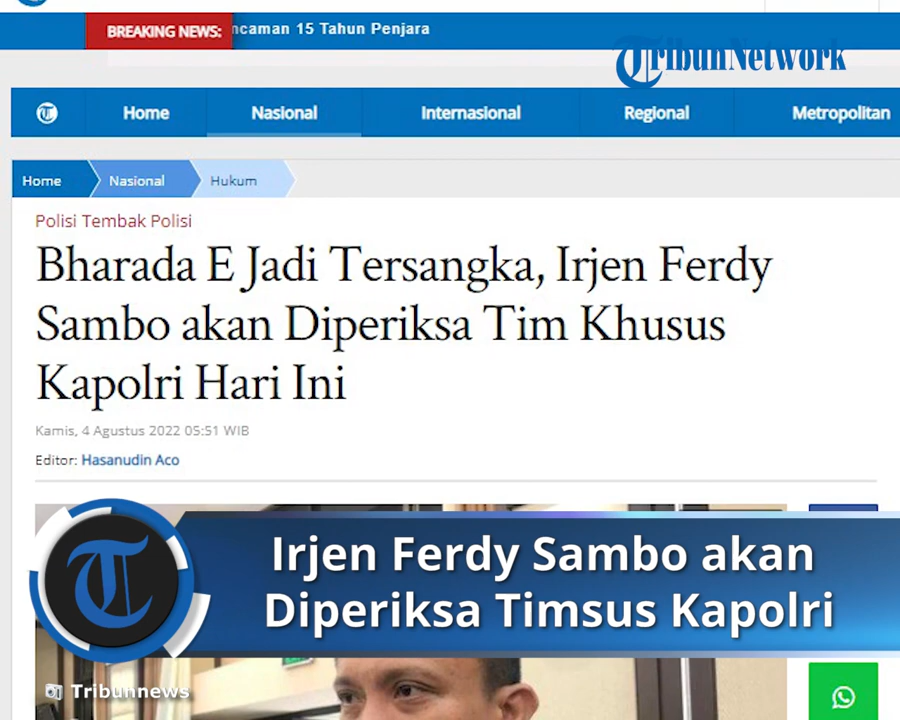 BREAKING NEWS: ncaman 15 Tahun Penjara
TribunNetwork
Home Nasional Internasional Regional Metropolitan
Home Nasional Hukum
Polisi Tembak Polisi
Bharada E Jadi Tersangka, Irjen Ferdy
Sambo akan Diperiksa Tim Khusus
Kapolri Hari Ini
Kamis, 4 Agustus 2022 05:51 WIB
Editor: Hasanudin Aco
Irjen Ferdy Sambo akan
Diperiksa Timsus Kapolri
Tribunnews